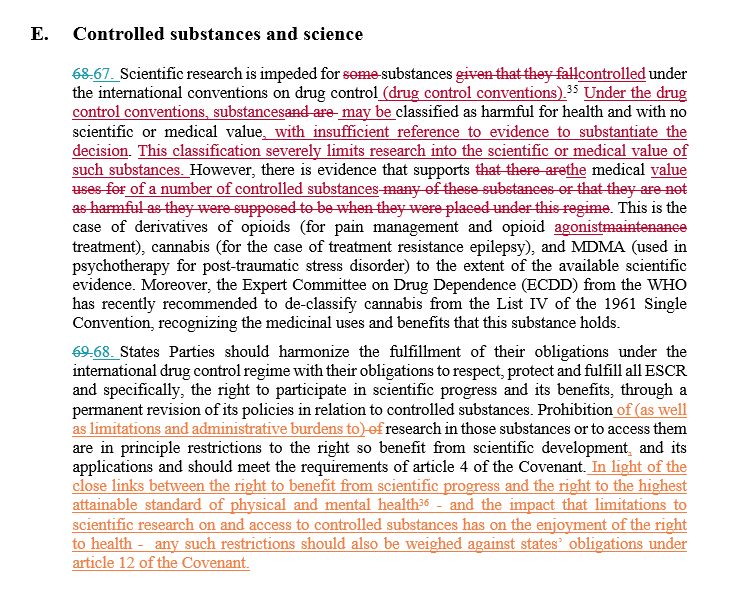 E. Controlled substances and science
68.67. Scientific research is impeded for some substances given that they fallcontrolled under
the international conventions on drug control (drug control conventions).35 Under the drug
control conventions, substancesand are may be classified as harmful for health and with no
scientific or medical value, with insufficient reference to evidence to substantiate the
decision. This classification severely limits research into the scientific or medical value of
such substances. However, there is evidence that supports that there arethe medical value
uses for of a number of controlled substances many of these substances or that they are not
as harmful as they were supposed to be when they were placed under this regime. This is the
case of derivatives of opioids (for pain management and opioid agonistmaintenance
treatment), cannabis (for the case of treatment resistance epilepsy), and MDMA (used in
psychotherapy for post-traumatic stress disorder) to the extent of the available scientific
evidence. Moreover, the Expert Committee on Drug Dependence (ECDD) from the WHO
has recently recommended to de-classify cannabis from the List IV of the 1961 Single
Convention, recognizing the medicinal uses and benefits that this substance holds.
69.68. States Parties should harmonize the fulfillment of their obligations under the
international drug control regime with their obligations to respect, protect and fulfill all ESCR
and specifically, the right to participate in scientific progress and its benefits, through a
permanent revision of its policies in relation to controlled substances. Prohibition of (as well
as limitations and administrative burdens to) of research in those substances or to access them
are in principle restrictions to the right so benefit from scientific development, and its
applications and should meet the requirements of article 4 of the Covenant. In light of the
close links between the right to benefit from scientific progress and the right to the highest
attainable standard of physical and mental health36 - and the impact that limitations to
scientific research on and access to controlled substances has on the enjoyment of the right
to health - any such restrictions should also be weighed against states' obligations under
article 12 of the Covenant.